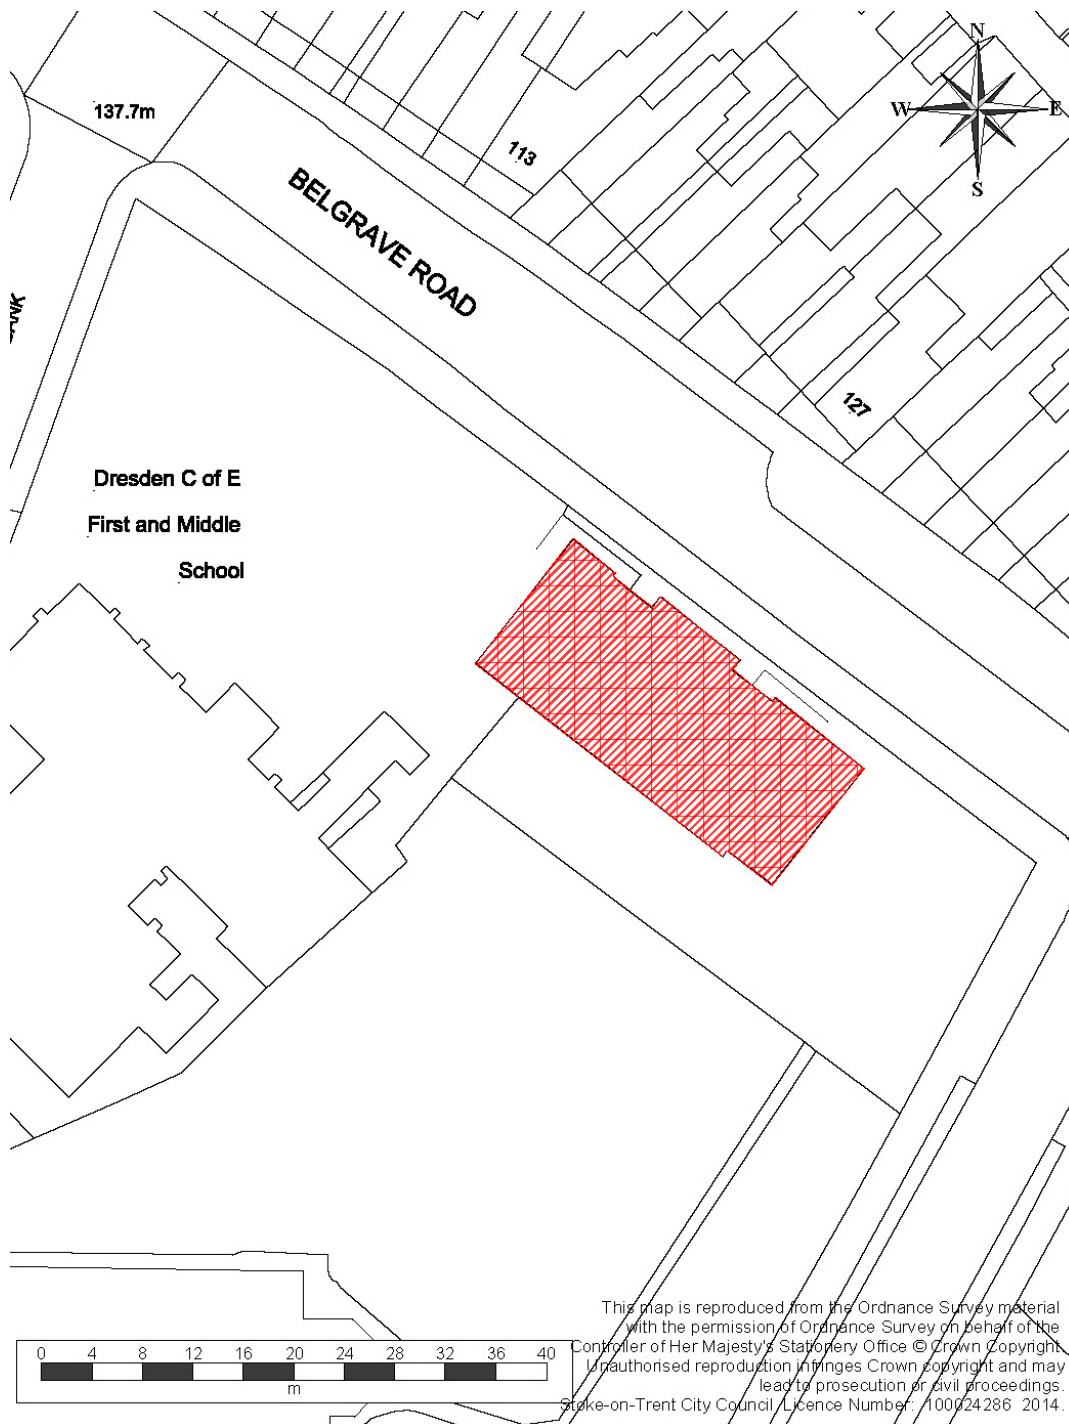 N
W E
S
137.7m
113
BELGRAVE ROAD
127
Dresden C of E
First and Middle
School
This map is reproduced from the Ordnance Survey material
with the permission of Ordnance Survey on behalf of the
Controller of Her Majesty's Stationery Office © Crown Copyright.
Unauthorised reproduction infringes Crown copyright and may
lead to prosecution or civil proceedings.
Stoke-on-Trent City Council, Licence Number: 100024286 2014.
0 4 8 12 16 20 24 28 32 36 40
m